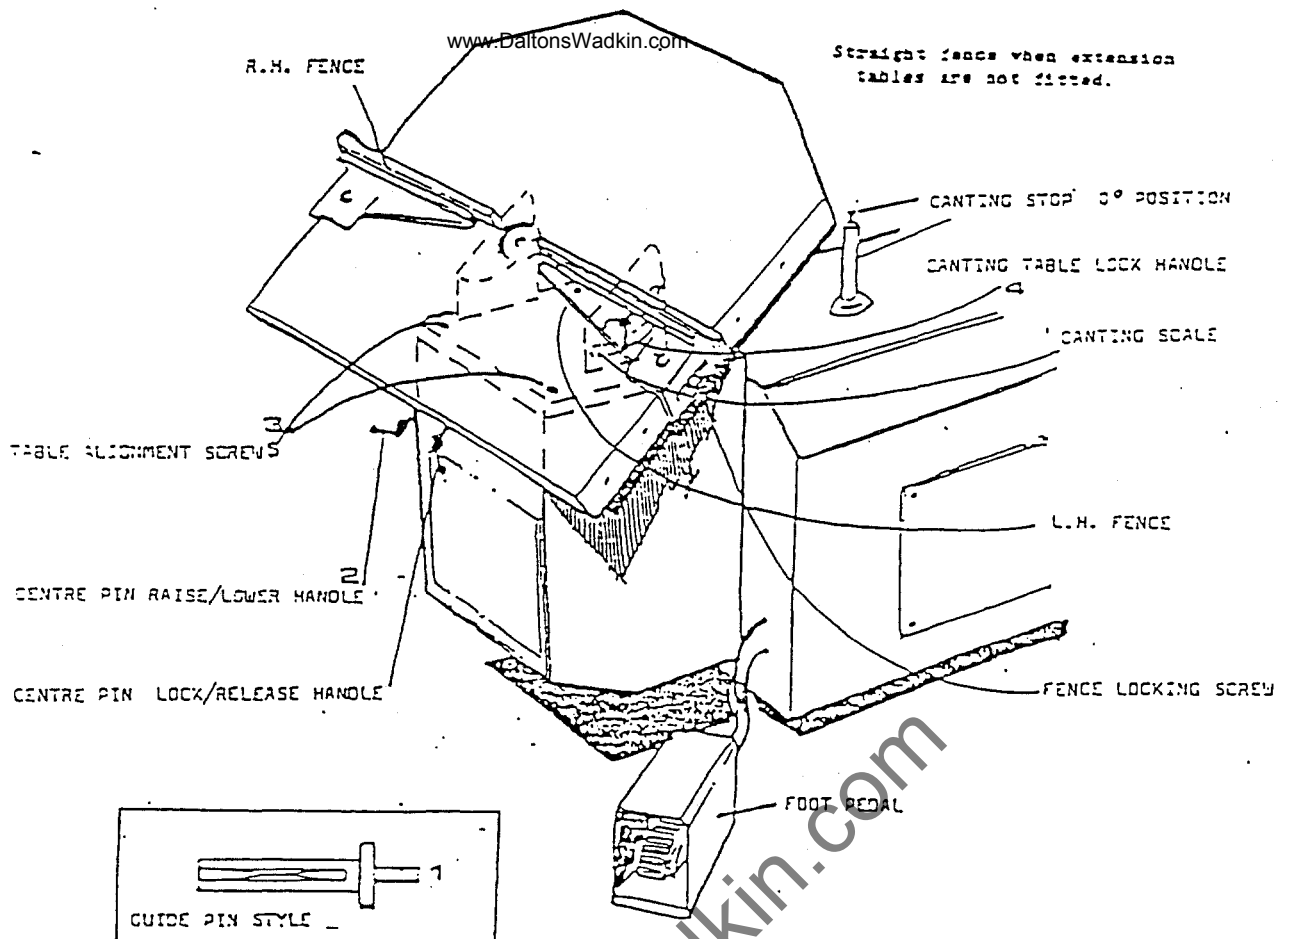 www.DaltonsWadkin.com
R.H. FENCE
Straight fence when extension
tables are not fitted.
CANTING STOP 0° POSITION
CANTING TABLE LOCK HANDLE
4
CANTING SCALE
3
TABLE ALIGNMENT SCREWS
L.H. FENCE
2
CENTRE PIN RAISE/LOWER HANDLE
CENTRE PIN LOCK/RELEASE HANDLE
FENCE LOCKING SCREW
FOOT PEDAL
1
GUIDE PIN STYLE
dkin.com